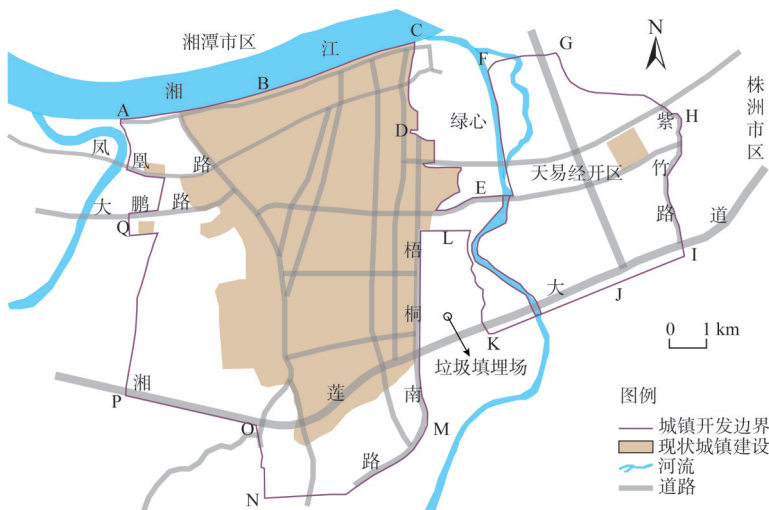 湘潭市区
湘
江
A
B
C
D
E
F
G
H
I
J
K
L
M
N
O
P
Q
N
绿心
天易经开区
株洲市区
凤凰路
大鹏路
紫竹路
湘莲大道
梧桐南路
垃圾填埋场
0 1 km
图例
城镇开发边界
现状城镇建设
河流
道路